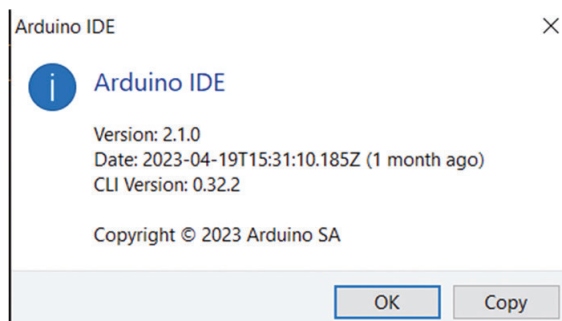 Arduino IDE
Arduino IDE
Version: 2.1.0
Date: 2023-04-19T15:31:10.185Z (1 month ago)
CLI Version: 0.32.2
Copyright © 2023 Arduino SA
OK Copy